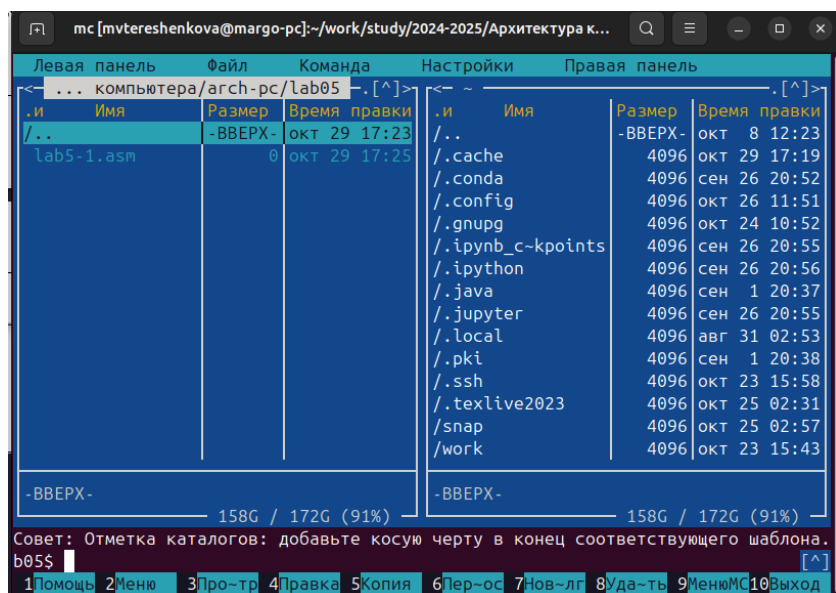 mc [mvtereshenkova@margo-pc]:~/work/study/2024-2025/Архитектура к...
Левая панель Файл Команда Настройки Правая панель
<— ... компьютера/arch-pc/lab05 —.[^]>
.и Имя Размер Время правки
/.. -ВВЕРХ- окт 29 17:23
lab5-1.asm 0 окт 29 17:25
-ВВЕРХ-
158G / 172G (91%)
<— ~ —.[^]>
.и Имя Размер Время правки
/.. -ВВЕРХ- окт 8 12:23
/.cache 4096 окт 29 17:19
/.conda 4096 сен 26 20:52
/.config 4096 окт 26 11:51
/.gnupg 4096 окт 24 10:52
/.ipynb_c~kpoints 4096 сен 26 20:55
/.ipython 4096 сен 26 20:56
/.java 4096 сен 1 20:37
/.jupyter 4096 сен 26 20:55
/.local 4096 авг 31 02:53
/.pki 4096 сен 1 20:38
/.ssh 4096 окт 23 15:58
/.texlive2023 4096 окт 25 02:31
/snap 4096 окт 25 02:57
/work 4096 окт 23 15:43
-ВВЕРХ-
158G / 172G (91%)
Совет: Отметка каталогов: добавьте косую черту в конец соответствующего шаблона.
b05$ [^]
1Помощь 2Меню 3Про~тр 4Правка 5Копия 6Пер~ос 7Нов~лг 8Уда~ть 9МенюМС 10Выход